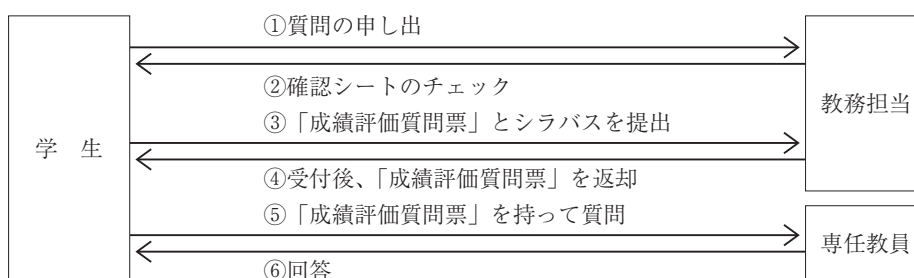 ①質問の申し出
②確認シートのチェック
③「成績評価質問票」とシラバスを提出
④受付後、「成績評価質問票」を返却
⑤「成績評価質問票」を持って質問
⑥回答
学 生
教務担当
専任教員